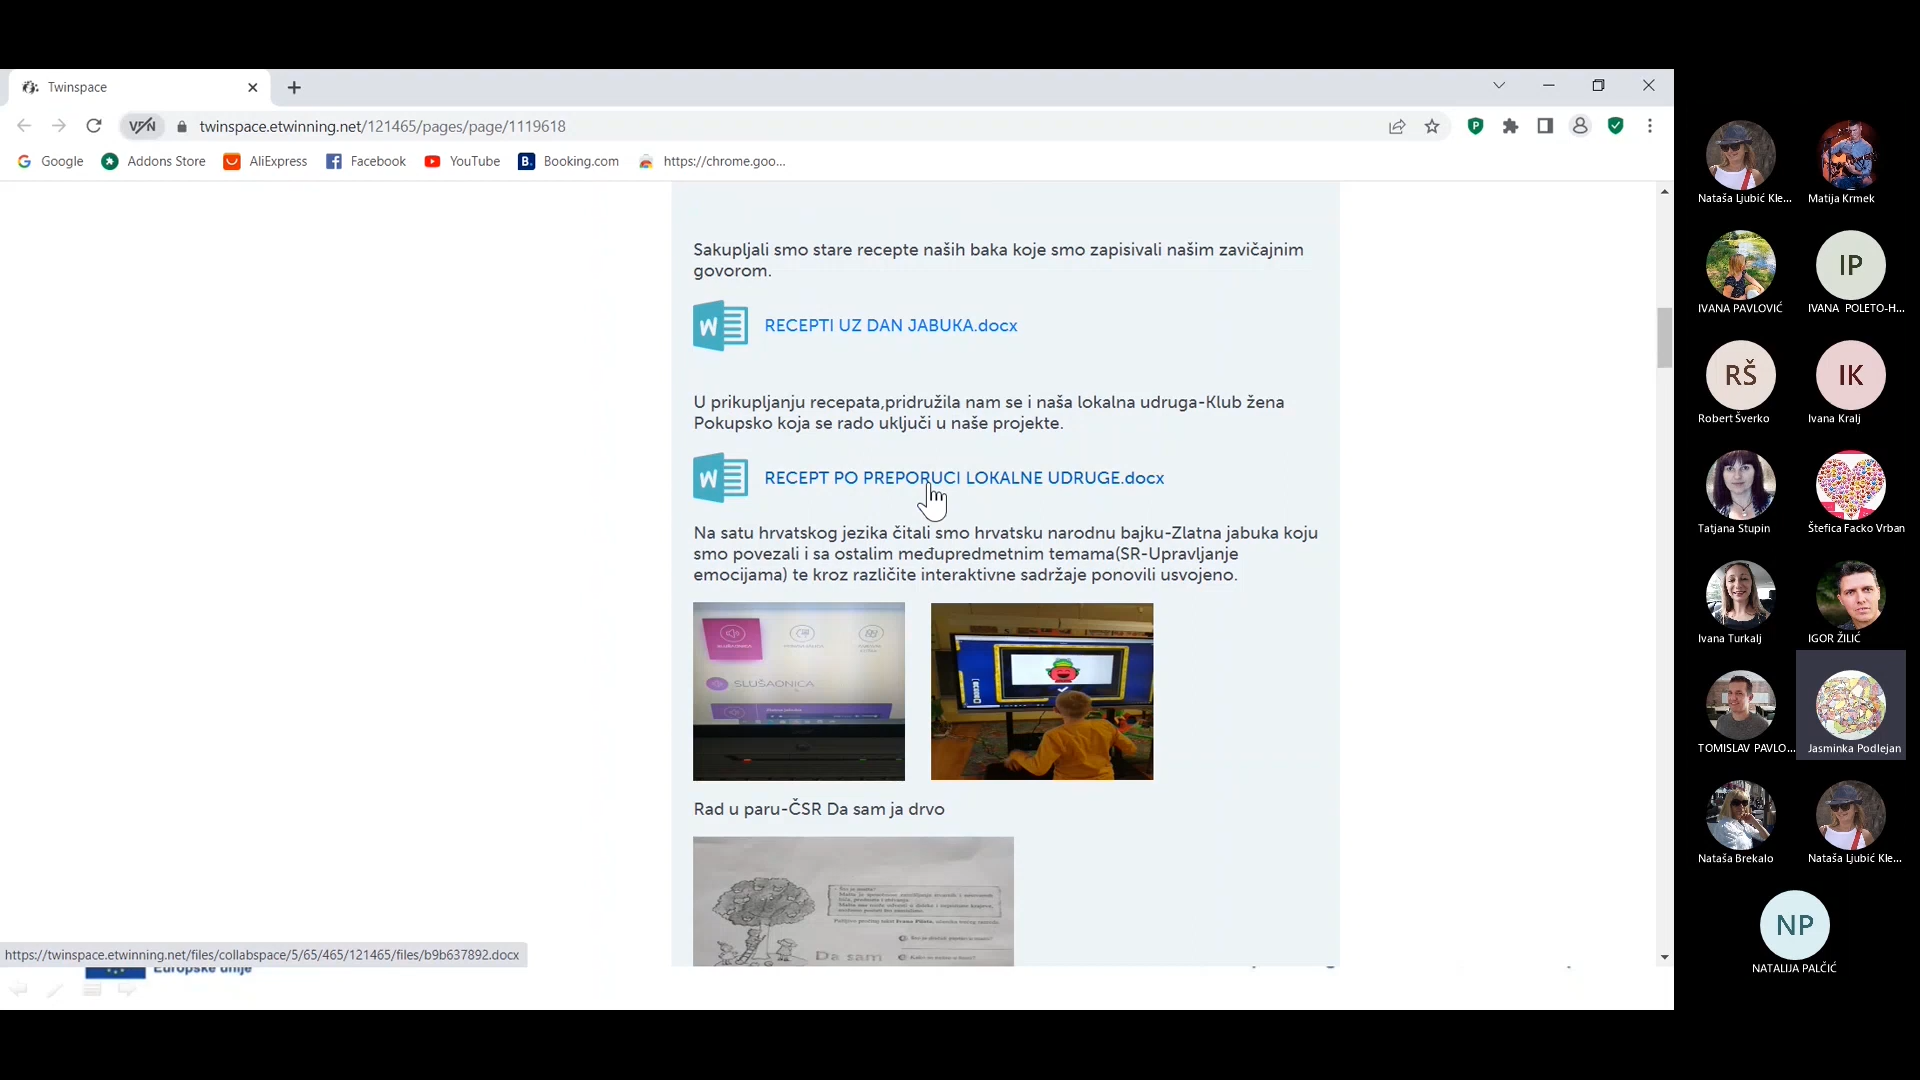 Twinspace
VPN
twinspace.etwinning.net/121465/pages/page/1119618
Google
Addons Store
AliExpress
Facebook
YouTube
Booking.com
https://chrome.goo...
Sakupljali smo stare recepte naših baka koje smo zapisivali našim zavičajnim
govorom.
RECEPTI UZ DAN JABUKA.docx
U prikupljanju recepata,pridružila nam se i naša lokalna udruga-Klub žena
Pokupsko koja se rado uključi u naše projekte.
RECEPT PO PREPORUCI LOKALNE UDRUGE.docx
Na satu hrvatskog jezika čitali smo hrvatsku narodnu bajku-Zlatna jabuka koju
smo povezali i sa ostalim međupredmetnim temama(SR-Upravljanje
emocijama) te kroz različite interaktivne sadržaje ponovili usvojeno.
SLUŠAONICA
Rad u paru-ČSR Da sam ja drvo
Da sam
https://twinspace.etwinning.net/files/collabspace/5/65/465/121465/files/b9b637892.docx
Europske unije
Nataša Ljubić Kle...
Matija Krmek
IVANA PAVLOVIĆ
IP
IVANA POLETO-H...
RŠ
Robert Šverko
IK
Ivana Kralj
Tatjana Stupin
Štefica Facko Vrban
Ivana Turkalj
IGOR ŽILIĆ
TOMISLAV PAVLO...
Jasminka Podlejan
Nataša Brekalo
Nataša Ljubić Kle...
NP
NATALIJA PALČIĆ